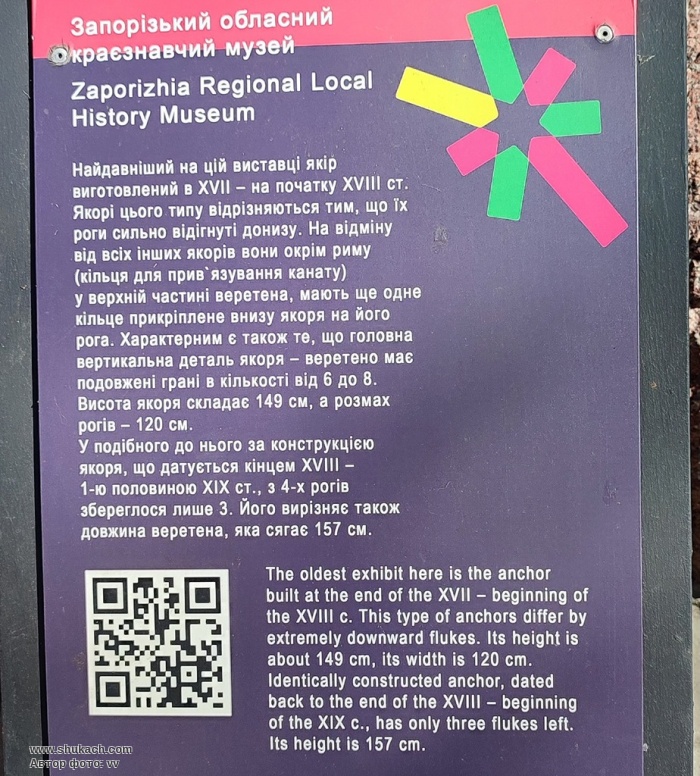 Запорізький обласний
краєзнавчий музей
Zaporizhia Regional Local
History Museum
Найдавніший на цій виставці якір
виготовлений в XVII – на початку XVIII ст.
Якорі цього типу відрізняються тим, що їх
роги сильно відігнуті донизу. На відміну
від всіх інших якорів вони окрім риму
(кільця для прив`язування канату)
у верхній частині веретена, мають ще одне
кільце прикріплене внизу якоря на його
рога. Характерним є також те, що головна
вертикальна деталь якоря – веретено має
подовжені грані в кількості від 6 до 8.
Висота якоря складає 149 см, а розмах
рогів – 120 см.
У подібного до нього за конструкцією
якоря, що датується кінцем XVIII –
1-ю половиною XIX ст., з 4-х рогів
збереглося лише 3. Його вирізняє також
довжина веретена, яка сягає 157 см.
The oldest exhibit here is the anchor
built at the end of the XVII – beginning of
the XVIII c. This type of anchors differ by
extremely downward flukes. Its height is
about 149 cm, its width is 120 cm.
Identically constructed anchor, dated
back to the end of the XVIII – beginning
of the XIX c., has only three flukes left.
Its height is 157 cm.
www.shukach.com
Автор фото: vv